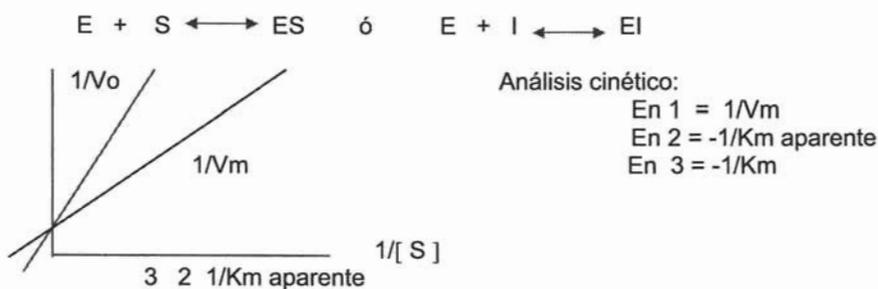 E + S ⟷ ES ó E + I ⟷ EI
1/Vo
Análisis cinético:
En 1 = 1/Vm
En 2 = -1/Km aparente
En 3 = -1/Km
1/Vm
1/[ S ]
3 2 1/Km aparente